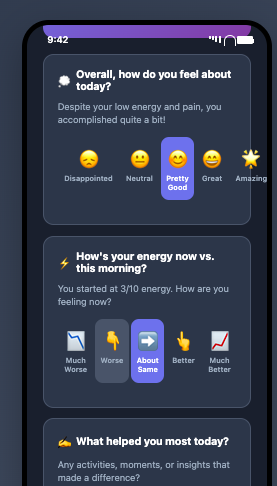 9:42
💭 Overall, how do you feel about
today?
Despite your low energy and pain, you
accomplished quite a bit!
Disappointed Neutral Pretty Good Great Amazing
⚡ How's your energy now vs.
this morning?
You started at 3/10 energy. How are you
feeling now?
Much Worse Worse About Same Better Much Better
✍️ What helped you most today?
Any activities, moments, or insights that
made a difference?